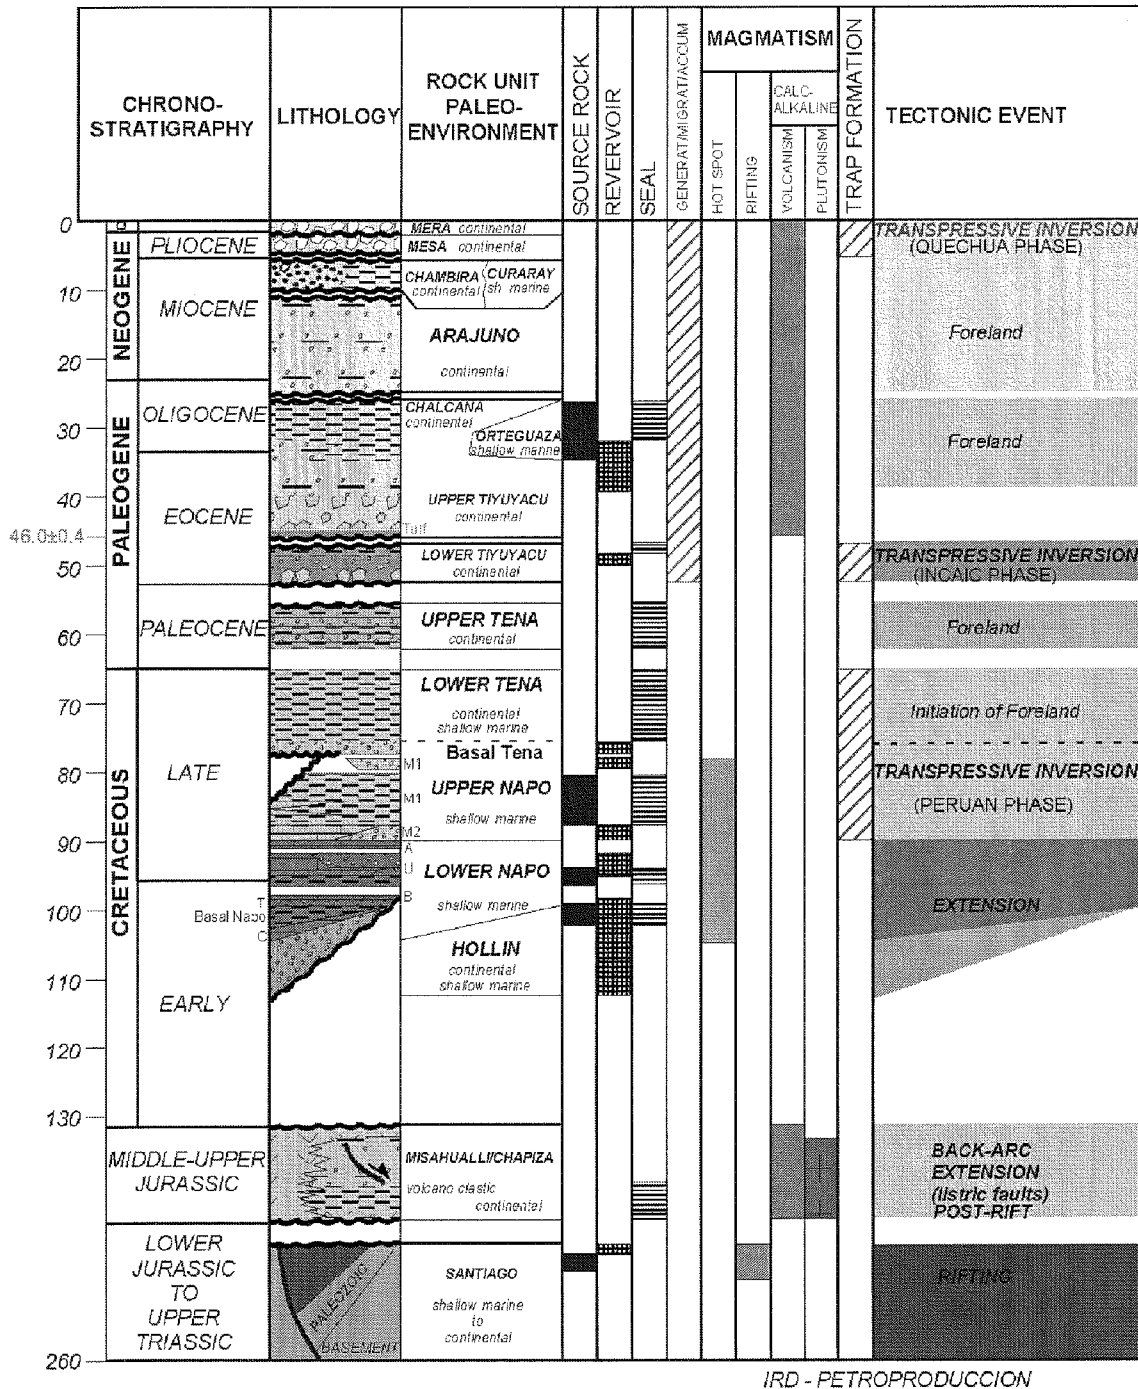 CHRONO-
STRATIGRAPHY
LITHOLOGY
ROCK UNIT
PALEO-
ENVIRONMENT
SOURCE ROCK
REVERVOIR
SEAL
GENERAT/MIGRAT/ACCUM
MAGMATISM
HOT SPOT
RIFTING
CALC-
ALKALINE
VOLCANISM
PLUTONISM
TRAP FORMATION
TECTONIC EVENT
0
10
20
30
40
46.0±0.4
50
60
70
80
90
100
110
120
130
260
NEOGENE
Q
PLIOCENE
MIOCENE
PALEOGENE
OLIGOCENE
EOCENE
PALEOCENE
CRETACEOUS
LATE
EARLY
MIDDLE-UPPER
JURASSIC
LOWER
JURASSIC
TO
UPPER
TRIASSIC
Tuff
M1
M1
M2
A
U
T
B
Basal Napo
C
PALEOZOIC
BASEMENT
MERA continental
MESA continental
CHAMBIRA
continental
CURARAY
sh marine
ARAJUNO
continental
CHALCANA
continental
ORTEGUAZA
shallow marine
UPPER TIYUYACU
continental
LOWER TIYUYACU
continental
UPPER TENA
continental
LOWER TENA
continental
shallow marine
Basal Tena
UPPER NAPO
shallow marine
LOWER NAPO
shallow marine
HOLLIN
continental
shallow marine
MISAHUALLI/CHAPIZA
volcano clastic
continental
SANTIAGO
shallow marine
to
continental
TRANSPRESSIVE INVERSION
(QUECHUA PHASE)
Foreland
Foreland
TRANSPRESSIVE INVERSION
(INCAIC PHASE)
Foreland
Initiation of Foreland
TRANSPRESSIVE INVERSION
(PERUAN PHASE)
EXTENSION
BACK-ARC
EXTENSION
(listric faults)
POST-RIFT
RIFTING
IRD - PETROPRODUCCION